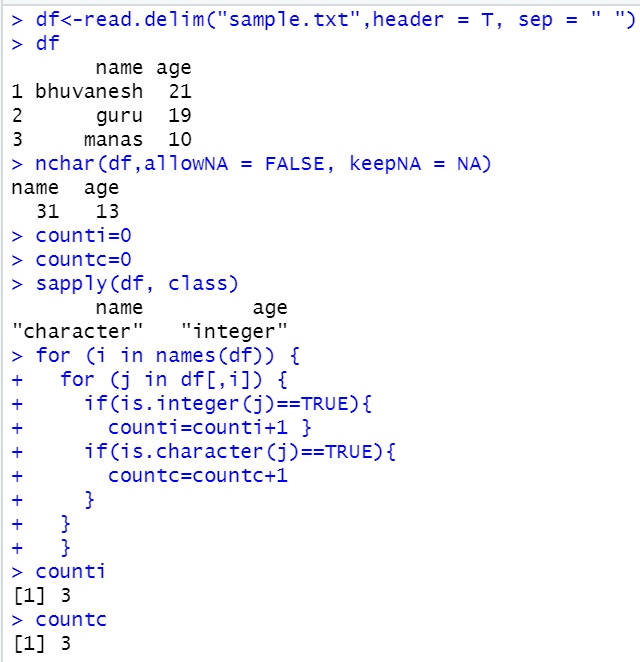 > df<-read.delim("sample.txt",header = T, sep = " ")
> df
       name age
1 bhuvanesh  21
2      guru  19
3     manas  10
> nchar(df,allowNA = FALSE, keepNA = NA)
name  age
  31   13
> counti=0
> countc=0
> sapply(df, class)
       name         age
"character"   "integer"
> for (i in names(df)) {
+   for (j in df[,i]) {
+     if(is.integer(j)==TRUE){
+       counti=counti+1 }
+     if(is.character(j)==TRUE){
+       countc=countc+1
+     }
+   }
+   }
> counti
[1] 3
> countc
[1] 3